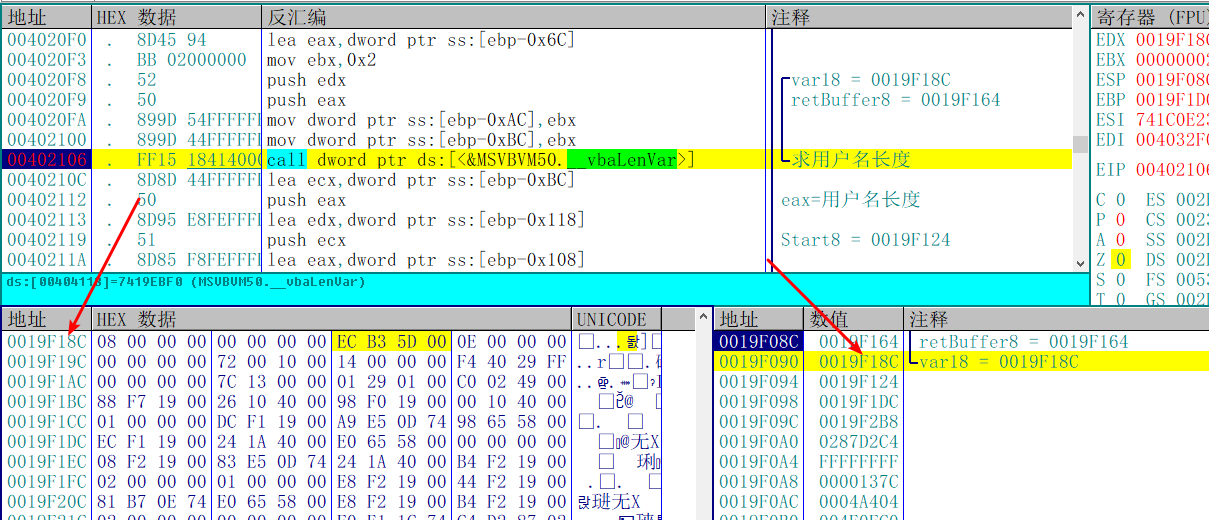 地址 HEX 数据 反汇编 注释 寄存器 (FPU)
004020F0 . 8D45 94 lea eax,dword ptr ss:[ebp-0x6C]
004020F3 . BB 02000000 mov ebx,0x2
004020F8 . 52 push edx var18 = 0019F18C
004020F9 . 50 push eax retBuffer8 = 0019F164
004020FA . 899D 54FFFFFF mov dword ptr ss:[ebp-0xAC],ebx
00402100 . 899D 44FFFFFF mov dword ptr ss:[ebp-0xBC],ebx
00402106 . FF15 18414000 call dword ptr ds:[<&MSVBVM50.__vbaLenVar>] 求用户名长度
0040210C . 8D8D 44FFFFFF lea ecx,dword ptr ss:[ebp-0xBC]
00402112 . 50 push eax eax=用户名长度
00402113 . 8D95 E8FEFFFF lea edx,dword ptr ss:[ebp-0x118]
00402119 . 51 push ecx Start8 = 0019F124
0040211A . 8D85 F8FEFFFF lea eax,dword ptr ss:[ebp-0x108]
EDX 0019F18C
EBX 00000002
ESP 0019F08C
EBP 0019F1D0
ESI 741C0E23
EDI 004032F0
EIP 00402106
C 0 ES 002
P 0 CS 002
A 0 SS 002
Z 0 DS 002
S 0 FS 005
T 0 GS 002
ds:[00404118]=7419EBF0 (MSVBVM50.__vbaLenVar)
地址 HEX 数据 UNICODE
0019F18C 08 00 00 00 00 00 00 00 EC B3 5D 00 0E 00 00 00
0019F19C 00 00 00 00 72 00 10 00 14 00 00 00 F4 40 29 FF
0019F1AC 00 00 00 00 7C 13 00 00 01 29 01 00 C0 02 49 00
0019F1BC 88 F7 19 00 26 10 40 00 98 F0 19 00 00 10 40 00
0019F1CC 01 00 00 00 DC F1 19 00 A9 E5 0D 74 98 65 58 00
0019F1DC EC F1 19 00 24 1A 40 00 E0 65 58 00 00 00 00 00
0019F1EC 08 F2 19 00 83 E5 0D 74 24 1A 40 00 B4 F2 19 00
0019F1FC 02 00 00 00 01 00 00 00 E8 F2 19 00 44 F2 19 00
0019F20C 81 B7 0E 74 E0 65 58 00 E8 F2 19 00 B4 F2 19 00
地址 数值 注释
0019F08C 0019F164 retBuffer8 = 0019F164
0019F090 0019F18C var18 = 0019F18C
0019F094 0019F124
0019F098 0019F1DC
0019F09C 0019F2B8
0019F0A0 0287D2C4
0019F0A4 FFFFFFFF
0019F0A8 0000137C
0019F0AC 0004A404